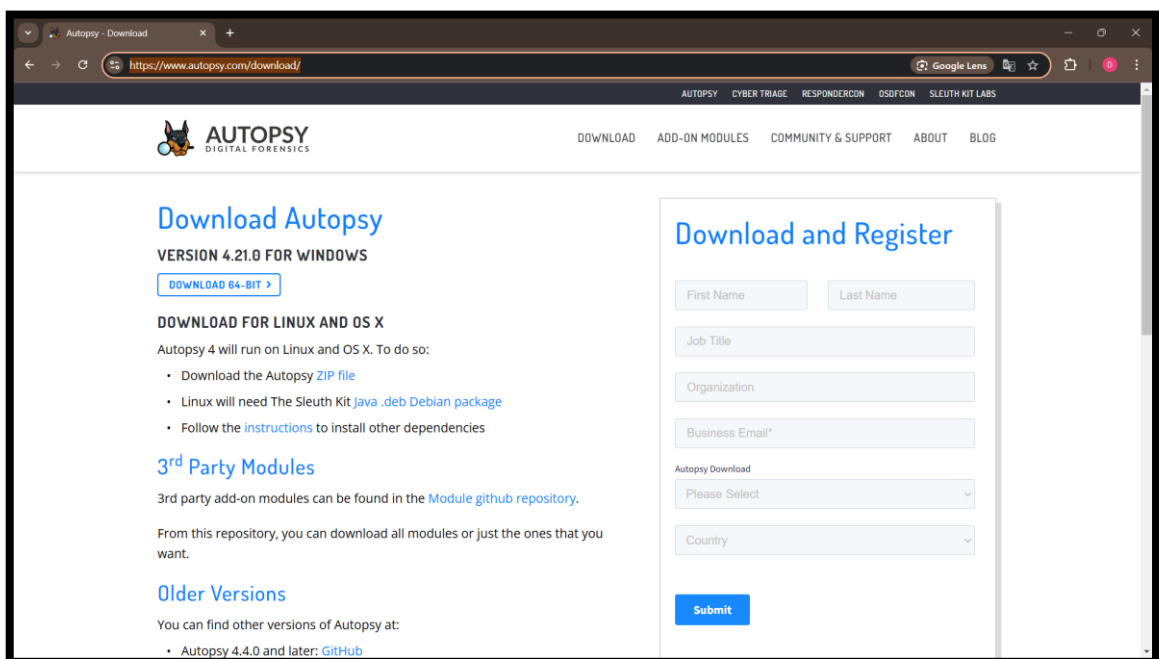 Autopsy - Download
https://www.autopsy.com/download/
Google Lens
D
AUTOPSY CYBER TRIAGE RESPONDERCON OSDFCON SLEUTH KIT LABS
AUTOPSY
DIGITAL FORENSICS
DOWNLOAD ADD-ON MODULES COMMUNITY & SUPPORT ABOUT BLOG
Download Autopsy
VERSION 4.21.0 FOR WINDOWS
DOWNLOAD 64-BIT >
DOWNLOAD FOR LINUX AND OS X
Autopsy 4 will run on Linux and OS X. To do so:
• Download the Autopsy ZIP file
• Linux will need The Sleuth Kit Java .deb Debian package
• Follow the instructions to install other dependencies
3rd Party Modules
3rd party add-on modules can be found in the Module github repository.
From this repository, you can download all modules or just the ones that you
want.
Older Versions
You can find other versions of Autopsy at:
• Autopsy 4.4.0 and later: GitHub
Download and Register
First Name Last Name
Job Title
Organization
Business Email*
Autopsy Download
Please Select
Country
Submit